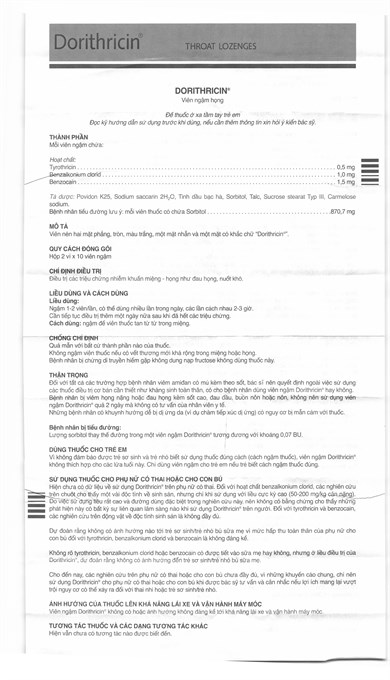 Dorithricin®
THROAT LOZENGES
DORITHRICIN®
Viên ngậm họng
Để thuốc ở xa tầm tay trẻ em
Đọc kỹ hướng dẫn sử dụng trước khi dùng, nếu cần thêm thông tin xin hỏi ý kiến bác sỹ.
THÀNH PHẦN
Mỗi viên ngậm chứa:
Hoạt chất:
Tyrothricin 0,5 mg
Benzalkonium clorid 1,0 mg
Benzocain 1,5 mg
Tá dược: Povidon K25, Sodium saccarin 2H₂O, Tinh dầu bạc hà, Sorbitol, Talc, Sucrose stearat Typ III, Carmelose
sodium.
Bệnh nhân tiểu đường lưu ý: mỗi viên thuốc có chứa Sorbitol 870,7 mg
MÔ TẢ
Viên nén hai mặt phẳng, tròn, màu trắng, một mặt nhẵn và một mặt có khắc chữ "Dorithricin®".
QUY CÁCH ĐÓNG GÓI
Hộp 2 vỉ x 10 viên ngậm
CHỈ ĐỊNH ĐIỀU TRỊ
Điều trị các triệu chứng nhiễm khuẩn miệng - họng như đau họng, nuốt khó.
LIỀU DÙNG VÀ CÁCH DÙNG
Liều dùng:
Ngậm 1-2 viên/lần, có thể dùng nhiều lần trong ngày, các lần cách nhau 2-3 giờ.
Cần tiếp tục điều trị thêm một ngày nữa sau khi đã hết các triệu chứng.
Cách dùng: ngậm để viên thuốc tan từ từ trong miệng.
CHỐNG CHỈ ĐỊNH
Quá mẫn với bất cứ thành phần nào của thuốc.
Không ngậm viên thuốc nếu có vết thương mới khá rộng trong miệng hoặc họng.
Bệnh nhân bị chứng di truyền hiếm gặp không dung nạp fructose không dùng thuốc này.
THẬN TRỌNG
Đối với tất cả các trường hợp bệnh nhân viêm amiđan có mủ kèm theo sốt, bác sĩ nên quyết định ngoài việc sử dụng
các thuốc điều trị cơ bản cần thiết như kháng sinh toàn thân, có cho bệnh nhân dùng viên ngậm Dorithricin® hay không.
Bệnh nhân bị viêm họng nặng hoặc đau họng kèm sốt cao, đau đầu, buồn nôn hoặc nôn, không nên sử dụng viên
ngậm Dorithricin® quá 2 ngày mà không có tư vấn của nhân viên y tế.
Những bệnh nhân có khuynh hướng dễ bị dị ứng da (ví dụ chàm tiếp xúc dị ứng) có nguy cơ bị mẫn cảm với thuốc.
Bệnh nhân bị tiểu đường:
Lượng sorbitol thay thế đường trong một viên ngậm Dorithricin® tương đương với khoảng 0,07 BU.
DÙNG THUỐC CHO TRẺ EM
Vì không đảm bảo được trẻ sơ sinh và trẻ nhỏ biết sử dụng thuốc đúng cách (cách ngậm thuốc), viên ngậm Dorithricin®
không thích hợp cho các lứa tuổi này. Chỉ dùng viên ngậm cho trẻ em nếu trẻ biết cách ngậm thuốc đúng.
SỬ DỤNG THUỐC CHO PHỤ NỮ CÓ THAI HOẶC CHO CON BÚ
Hiện chưa có dữ liệu về sử dụng Dorithricin® trên phụ nữ có thai. Đối với hoạt chất benzalkonium clorid, các nghiên cứu
trên chuột cho thấy một vài độc tính về sinh sản, nhưng chỉ khi sử dụng với liều cực kỳ cao (50-200 mg/kg cân nặng).
Do việc sử dụng liều rất cao và đường dùng đặc biệt trong nghiên cứu này, nên không có bằng chứng cho thấy những
phát hiện này có bất kỳ sự liên quan lâm sàng nào khi sử dụng Dorithricin® trên người. Đối với tyrothricin và benzocain,
các nghiên cứu trên động vật về độc tính sinh sản là không đầy đủ.
Dự đoán rằng không có ảnh hưởng nào tới trẻ sơ sinh/trẻ nhỏ bú sữa mẹ vì mức hấp thu toàn thân của phụ nữ cho
con bú đối với tyrothricin, benzalkonium clorid và benzocain là không đáng kể.
Không rõ tyrothricin, benzalkonium clorid hoặc benzocain có được tiết vào sữa mẹ hay không, nhưng ở liều điều trị của
Dorithricin®, dự đoán rằng không có ảnh hưởng đến trẻ sơ sinh/trẻ nhỏ bú sữa mẹ.
Cho đến nay, các nghiên cứu trên phụ nữ có thai hoặc cho con bú chưa đầy đủ, vì những khuyến cáo chung, chỉ nên
sử dụng Dorithricin® cho phụ nữ có thai hoặc cho con bú khi được bác sỹ tư vấn và cân nhắc nếu lợi ích mang lại vượt
trội nguy cơ có thể xảy ra đối với thai nhi hoặc trẻ sơ sinh/trẻ nhỏ.
ẢNH HƯỞNG CỦA THUỐC LÊN KHẢ NĂNG LÁI XE VÀ VẬN HÀNH MÁY MÓC
Viên ngậm Dorithricin® không có hoặc ảnh hưởng không đáng kể tới khả năng lái xe và vận hành máy móc.
TƯƠNG TÁC THUỐC VÀ CÁC DẠNG TƯƠNG TÁC KHÁC
Hiện vẫn chưa có tương tác nào được biết đến.